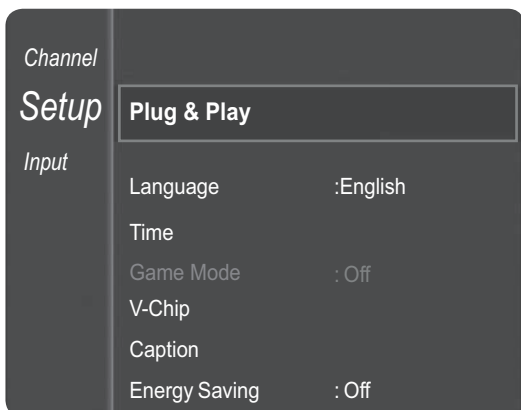 Channel
Setup
Input
Plug & Play
Language :English
Time
Game Mode : Off
V-Chip
Caption
Energy Saving : Off